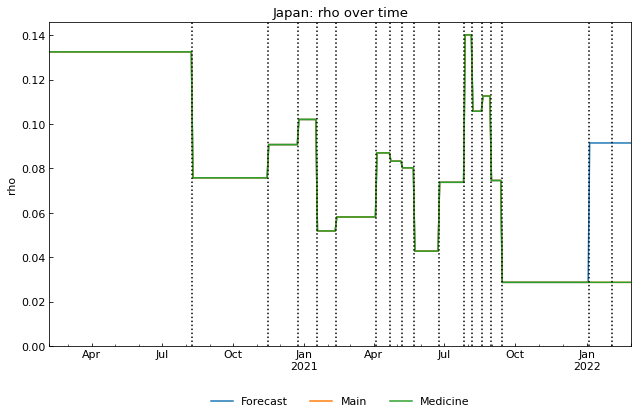 Japan: rho over time
rho
0.14
0.12
0.10
0.08
0.06
0.04
0.02
0.00
Apr Jul Oct Jan Apr Jul Oct Jan
2021 2022
Forecast Main Medicine